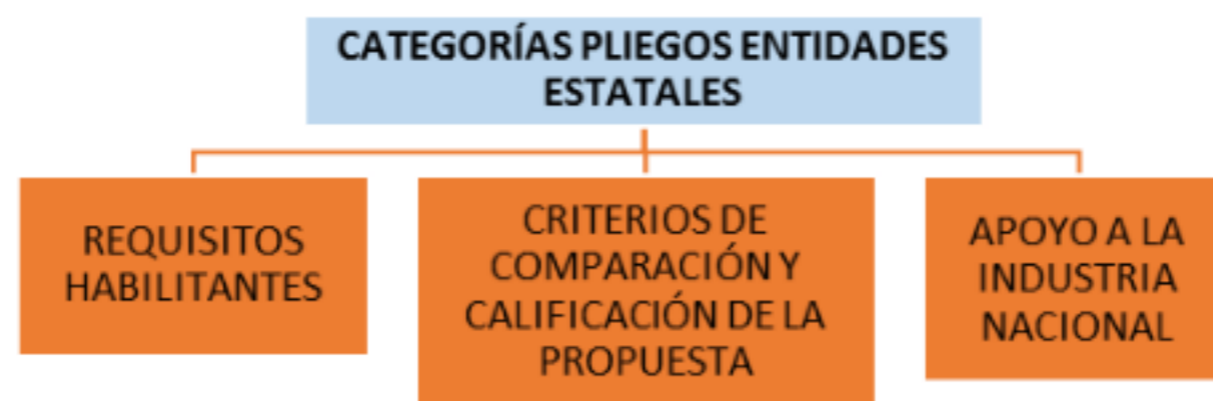 CATEGORÍAS PLIEGOS ENTIDADES
ESTATALES
REQUISITOS
HABILITANTES
CRITERIOS DE
COMPARACIÓN Y
CALIFICACIÓN DE LA
PROPUESTA
APOYO A LA
INDUSTRIA
NACIONAL